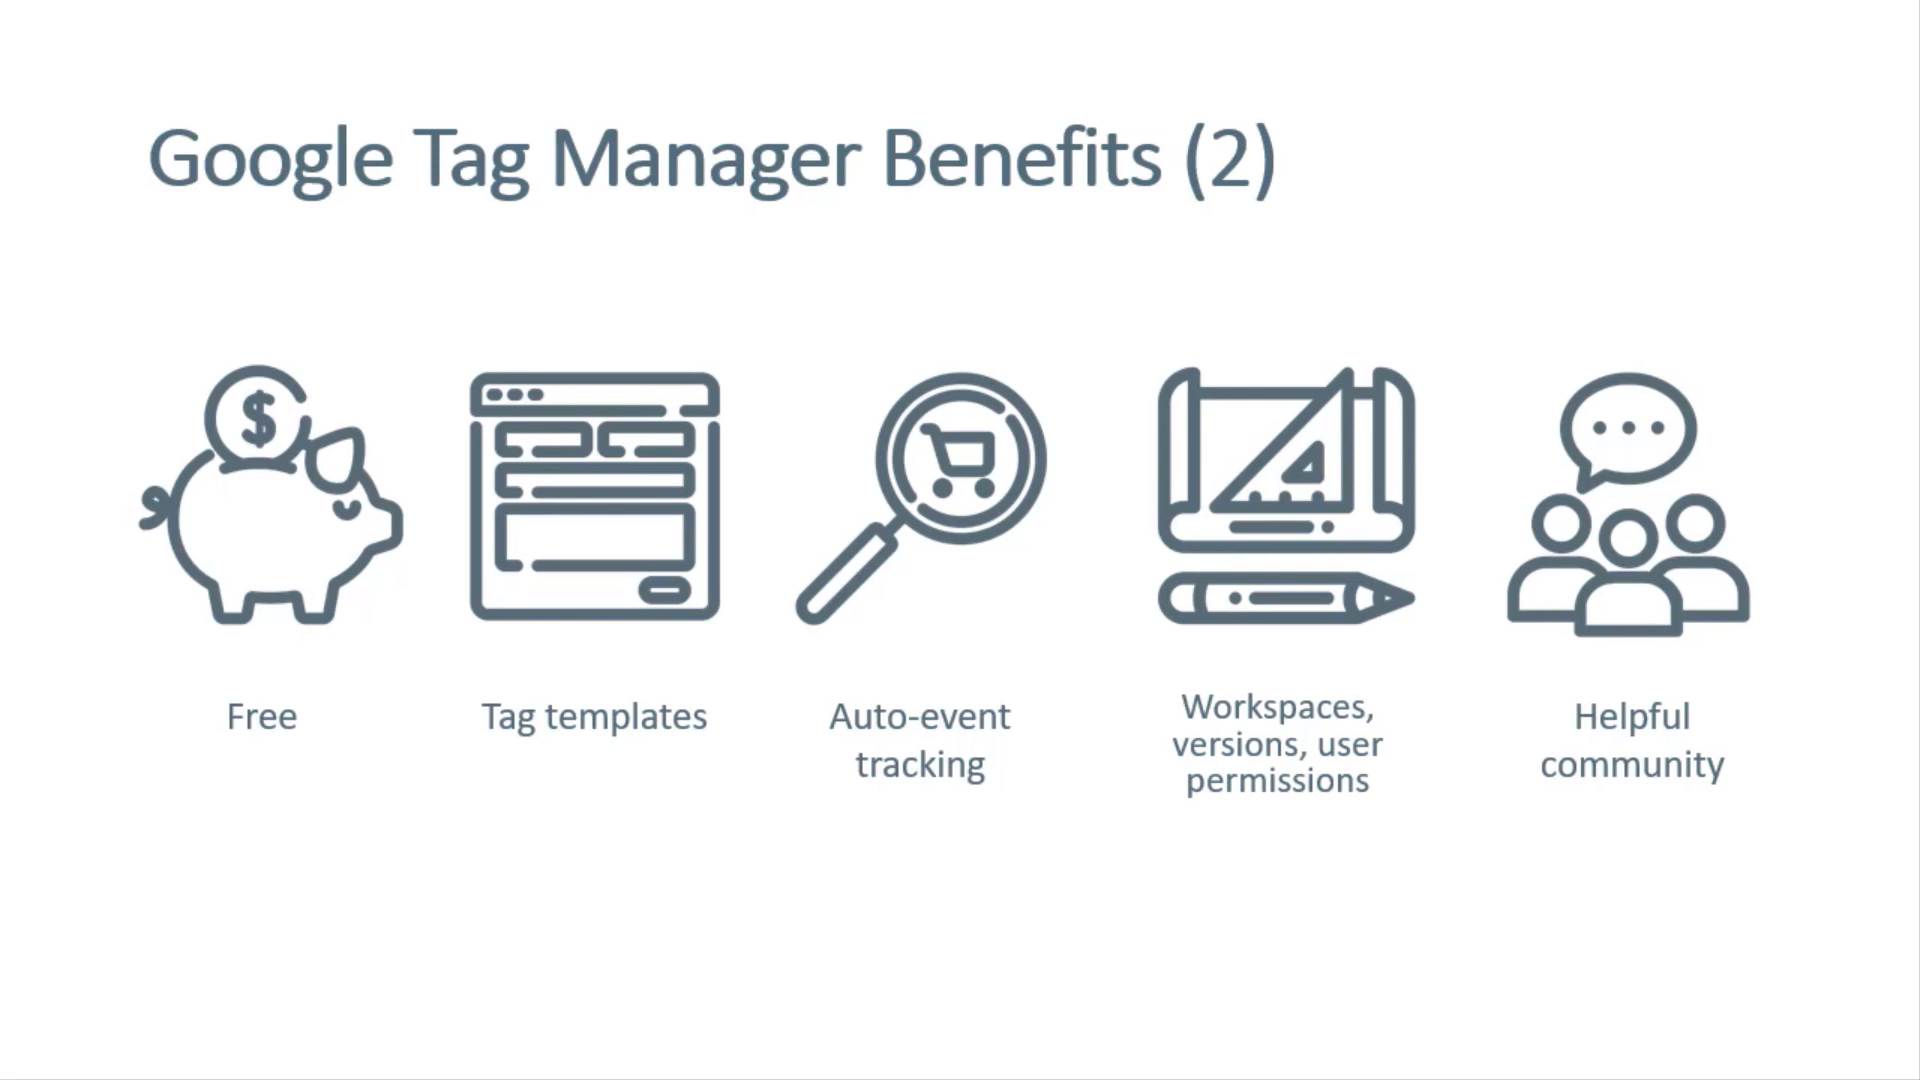 Google Tag Manager Benefits (2)
$
Free
Tag templates
Auto-event
tracking
Workspaces,
versions, user
permissions
Helpful
community